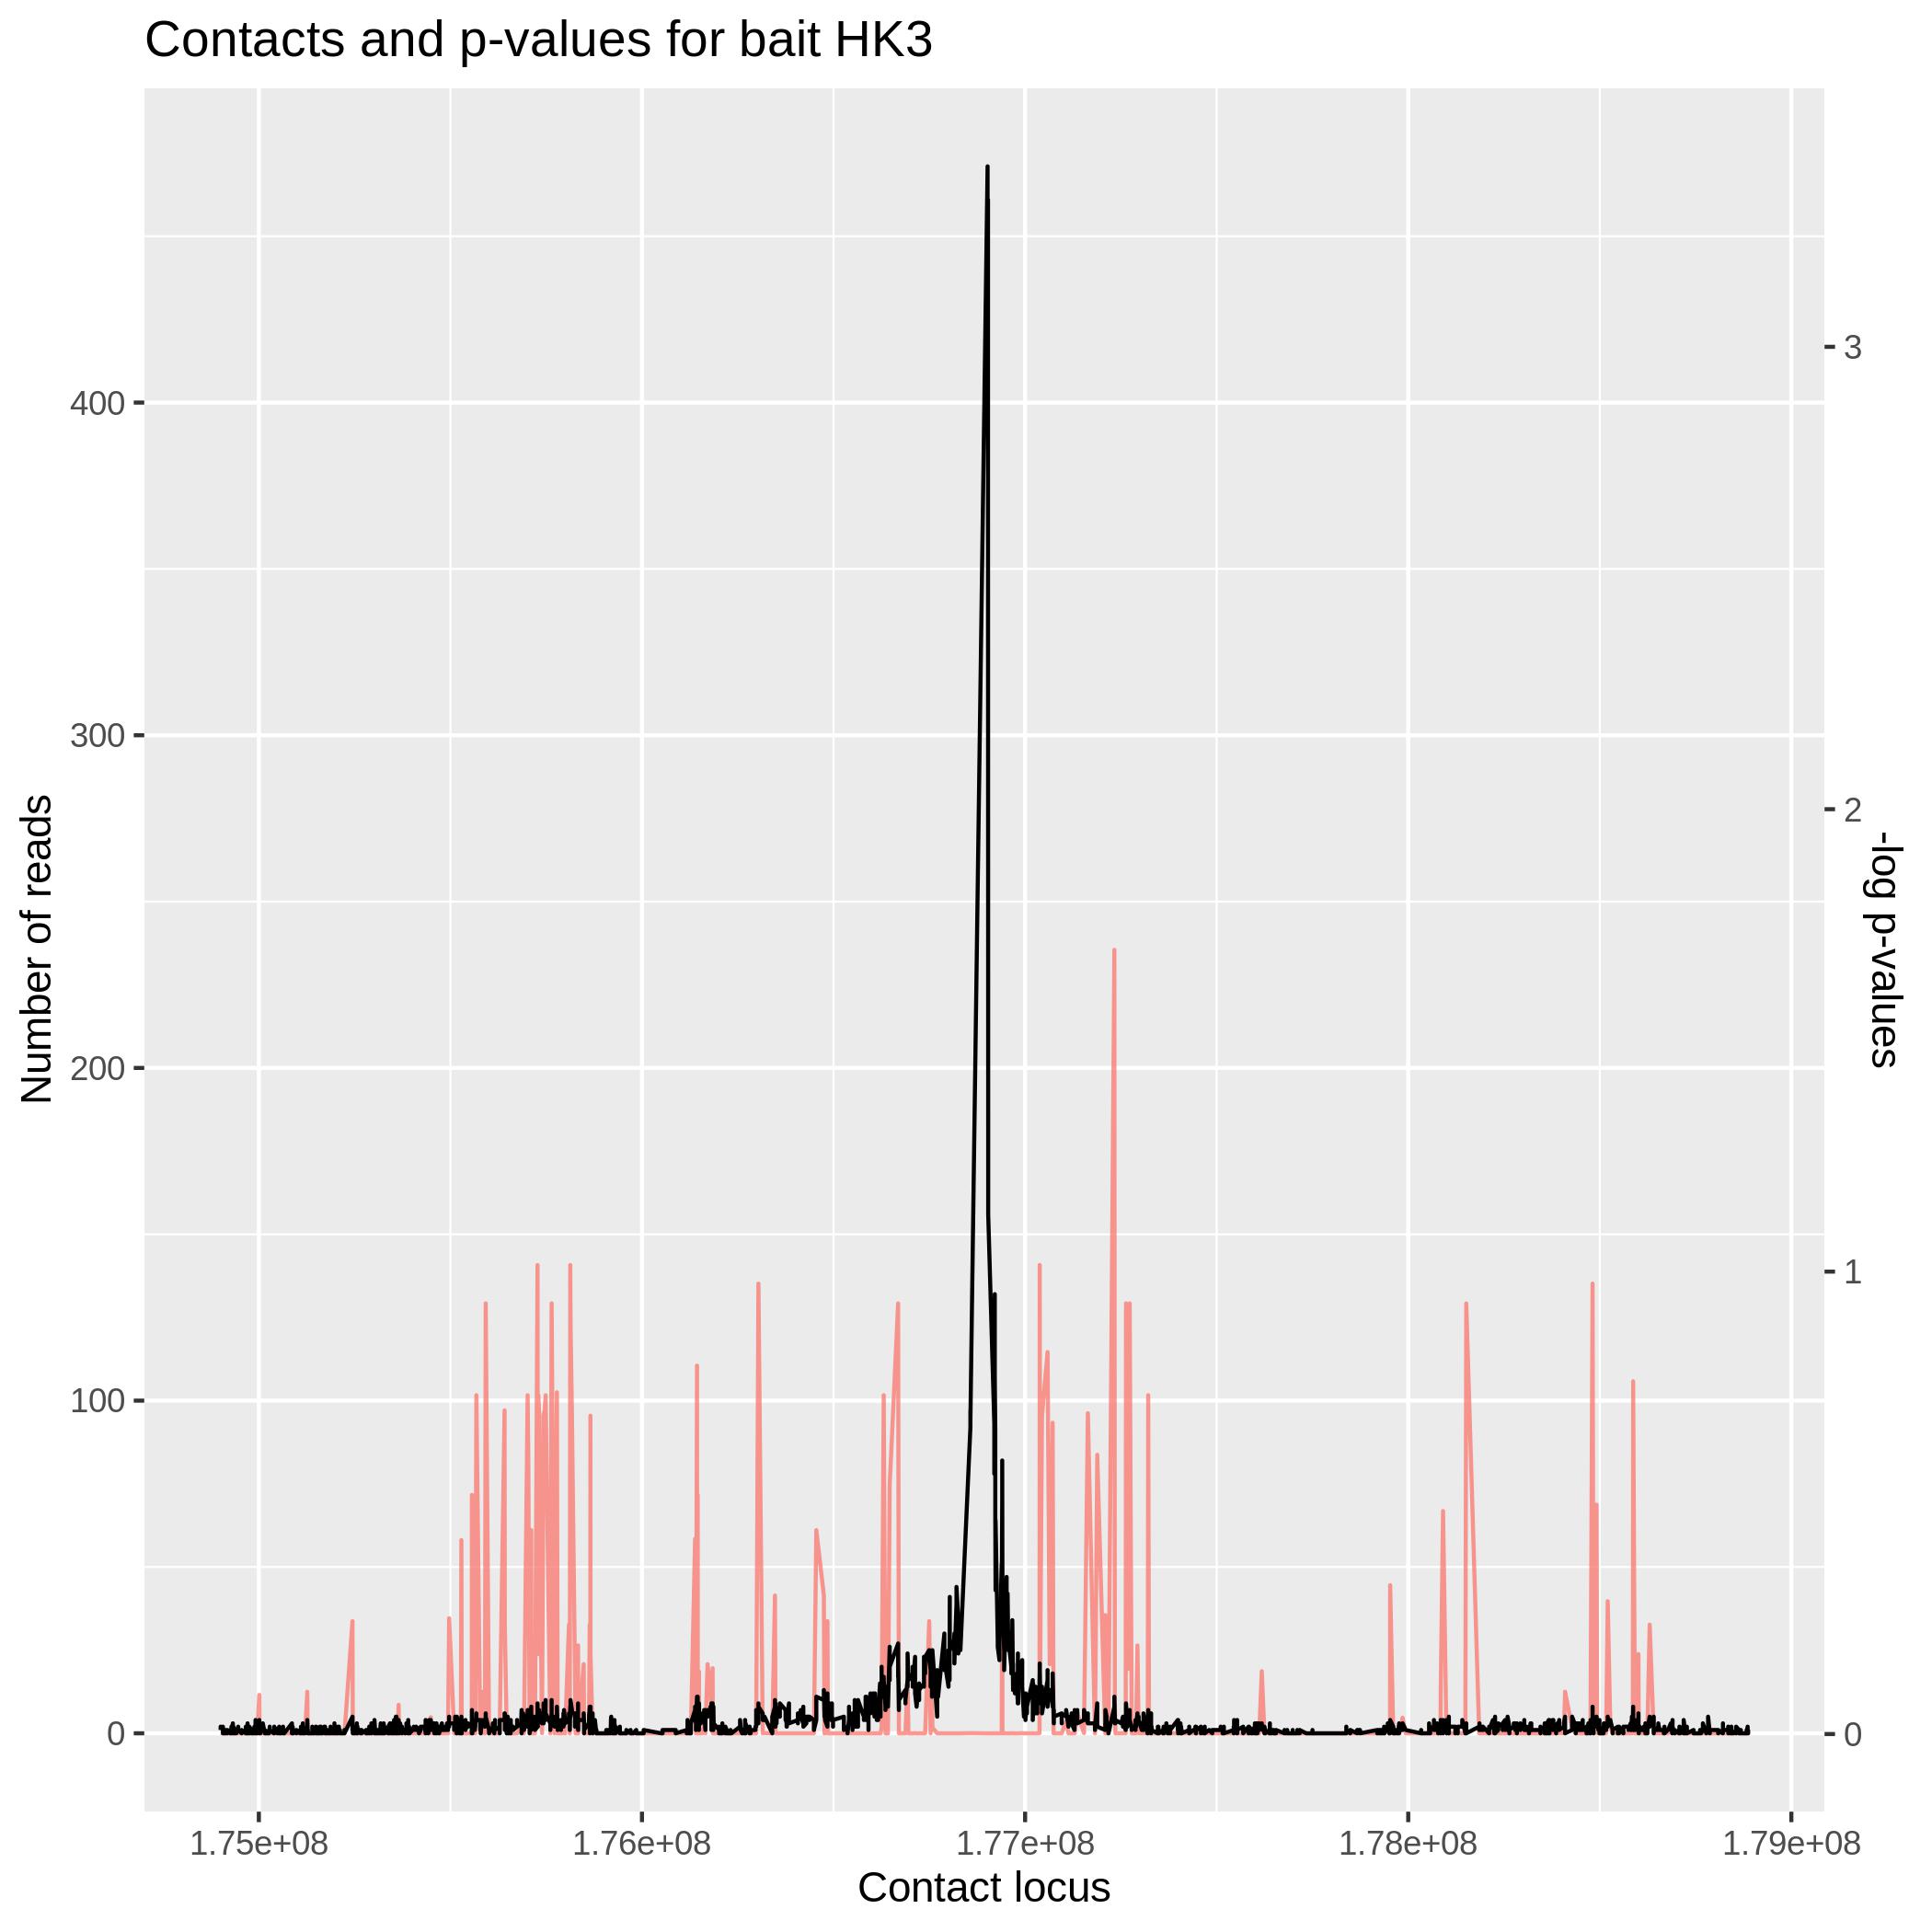 Contacts and p-values for bait HK3
Number of reads
400
300
200
100
0
3
2
1
0
-log p-values
1.75e+08 1.76e+08 1.77e+08 1.78e+08 1.79e+08
Contact locus